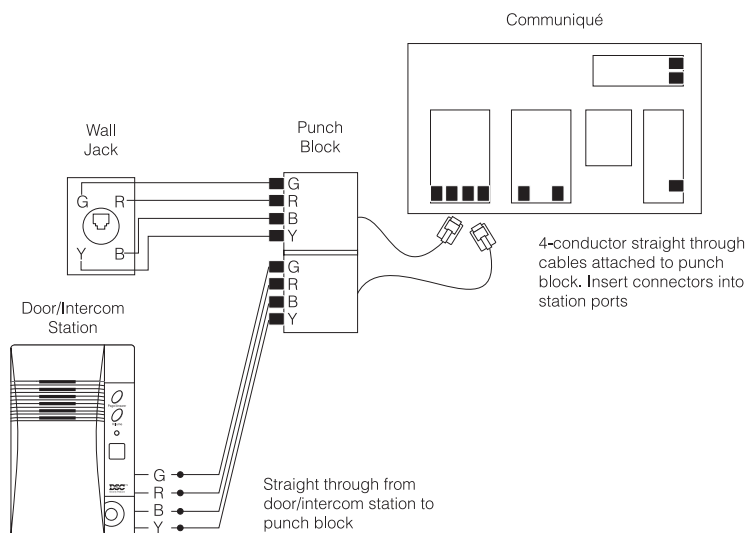 Communiqué
Wall
Jack
Punch
Block
G
R
B
Y
G R
Y B
G
R
B
Y
4-conductor straight through
cables attached to punch
block. Insert connectors into
station ports
Door/Intercom
Station
DSC
G
R
B
Y
Straight through from
door/intercom station to
punch block